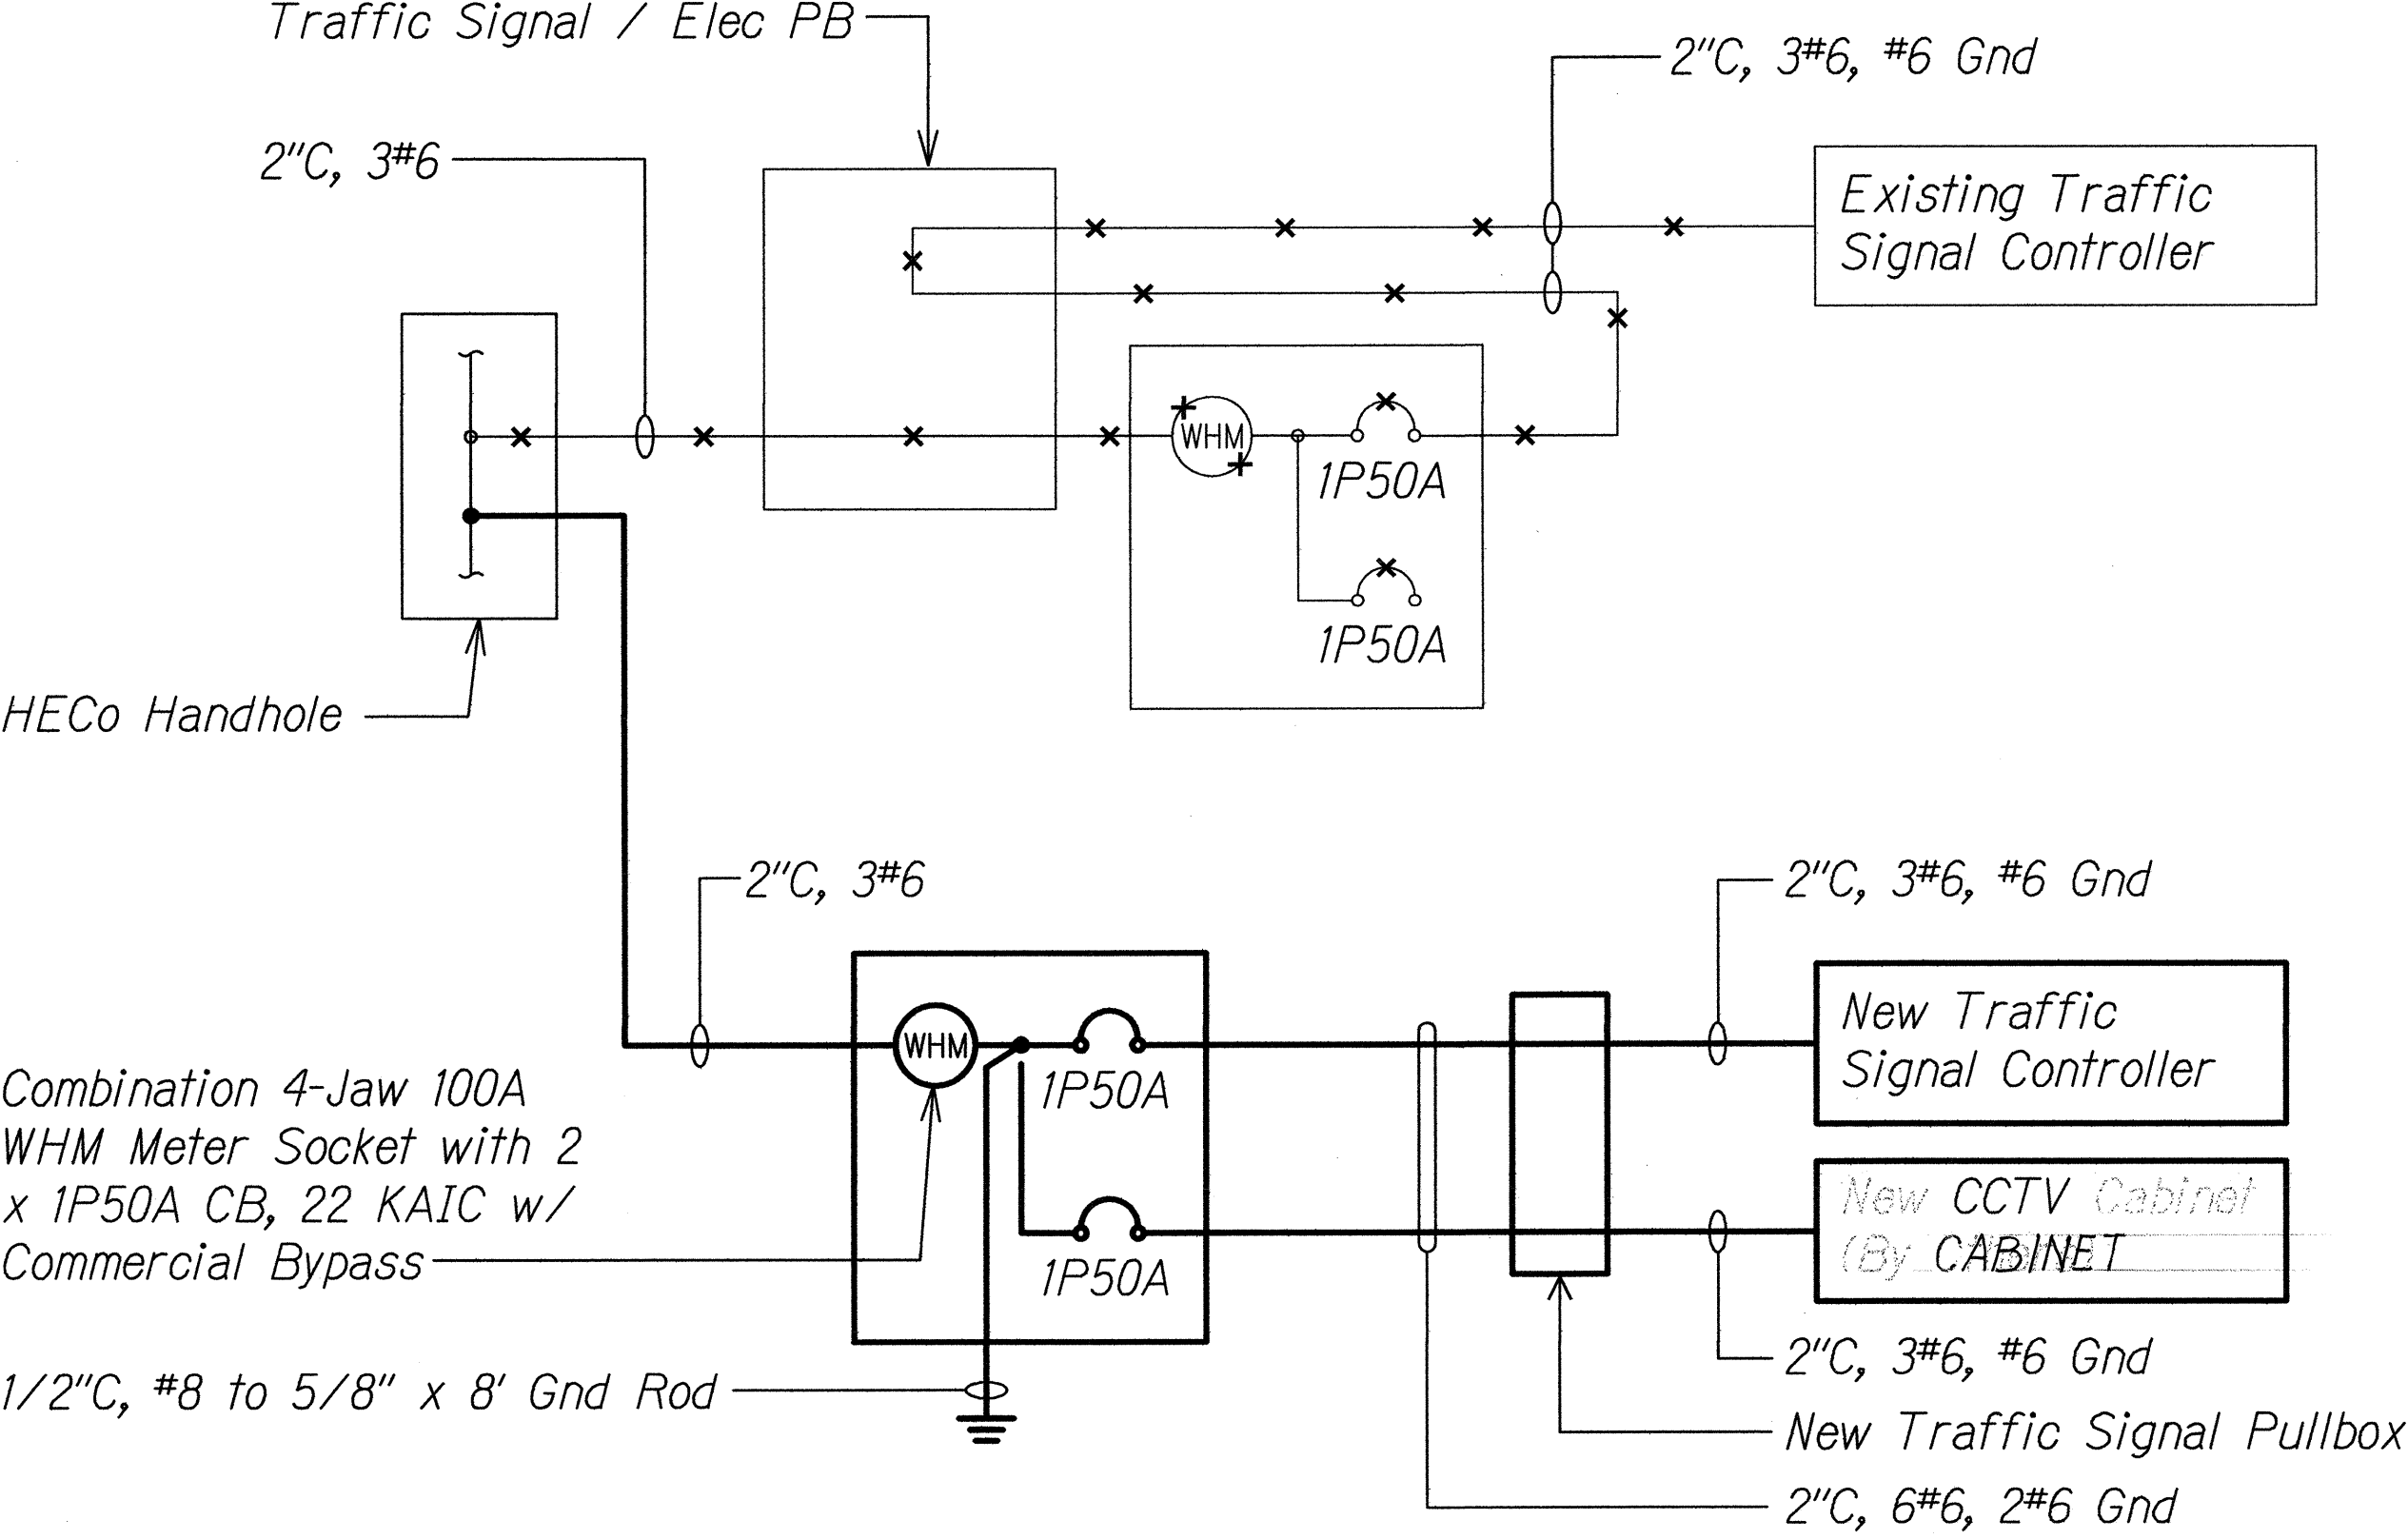 Traffic Signal / Elec PB
2"C, 3#6, #6 Gnd
2"C, 3#6
Existing Traffic
Signal Controller
WHM
1P50A
1P50A
HECo Handhole
2"C, 3#6
2"C, 3#6, #6 Gnd
New Traffic
Signal Controller
WHM
1P50A
Combination 4-Jaw 100A
WHM Meter Socket with 2
x 1P50A CB, 22 KAIC w/
Commercial Bypass
New CCTV Cabinet
(By CABINET
1P50A
2"C, 3#6, #6 Gnd
1/2"C, #8 to 5/8" x 8' Gnd Rod
New Traffic Signal Pullbox
2"C, 6#6, 2#6 Gnd